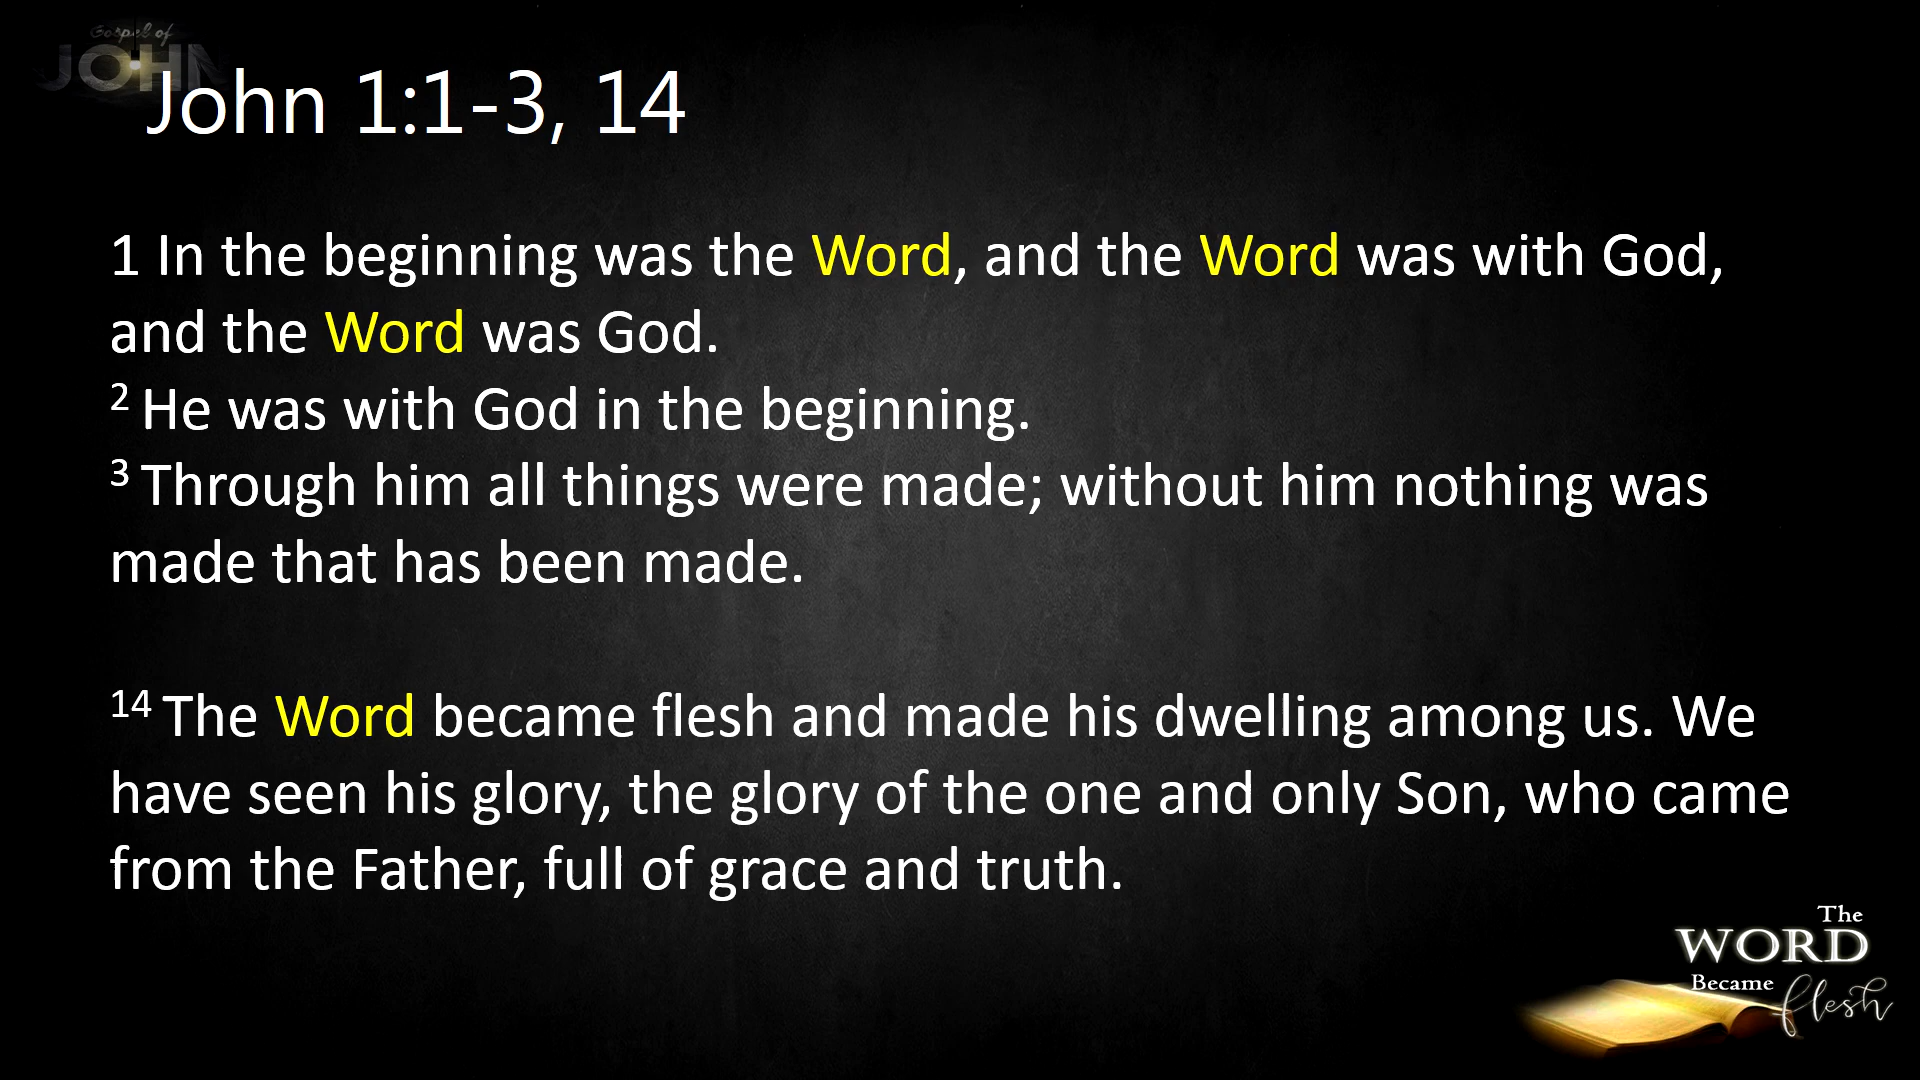 Gospel of
JOHN
John 1:1-3, 14
1 In the beginning was the Word, and the Word was with God,
and the Word was God.
2 He was with God in the beginning.
3 Through him all things were made; without him nothing was
made that has been made.
14 The Word became flesh and made his dwelling among us. We
have seen his glory, the glory of the one and only Son, who came
from the Father, full of grace and truth.
The
WORD
Became
flesh